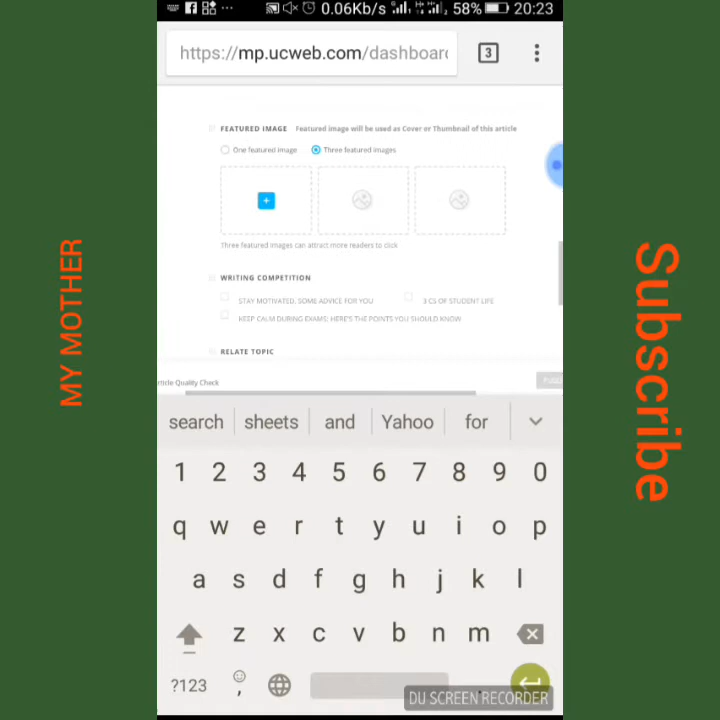 0.06Kb/s 58% 20:23
https://mp.ucweb.com/dashboar
3
FEATURED IMAGE Featured image will be used as Cover or Thumbnail of this article
One featured image Three featured images
Three featured images can attract more readers to click
WRITING COMPETITION
STAY MOTIVATED, SOME ADVICE FOR YOU 3 CS OF STUDENT LIFE
KEEP CALM DURING EXAMS; HERE'S THE POINTS YOU SHOULD KNOW
RELATE TOPIC
rticle Quality Check
PUBL
search sheets and Yahoo for
1 2 3 4 5 6 7 8 9 0
q w e r t y u i o p
a s d f g h j k l
z x c v b n m
?123 , .
DU SCREEN RECORDER
MY MOTHER
Subscribe